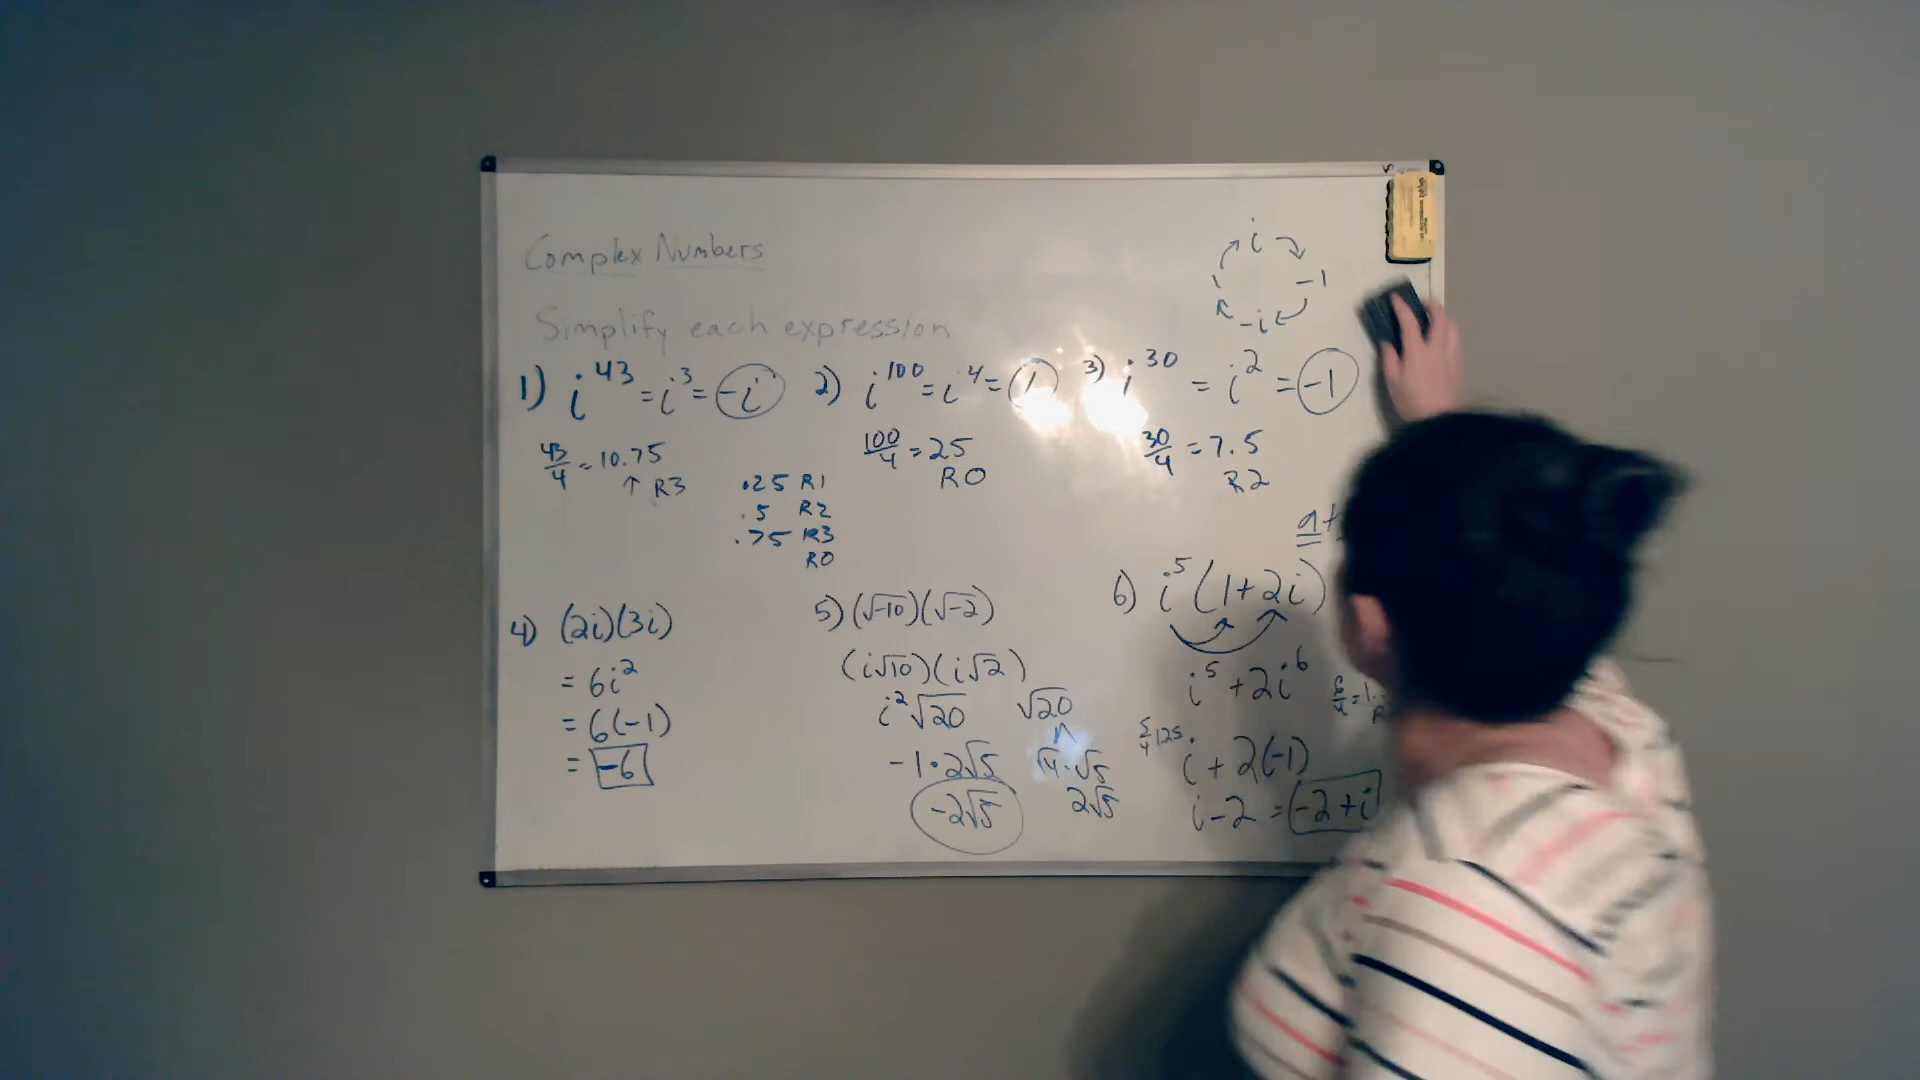 Complex Numbers
i
-1
-i
Simplify each expression
1) i^43 = i^3 = -i
2) i^100 = i^4 = 1
3) i^30 = i^2 = -1
43/4 = 10.75
↑ R3
.25 R1
.5 R2
.75 R3
R0
100/4 = 25
R0
30/4 = 7.5
R2
4) (2i)(3i)
= 6i^2
= 6(-1)
= -6
5) (√-10)(√-2)
(i√10)(i√2)
i^2√20
-1·2√5
-2√5
√20
√4·√5
2√5
6) i^5(1+2i)
i^5 + 2i^6
i + 2(-1)
i-2 = -2+i